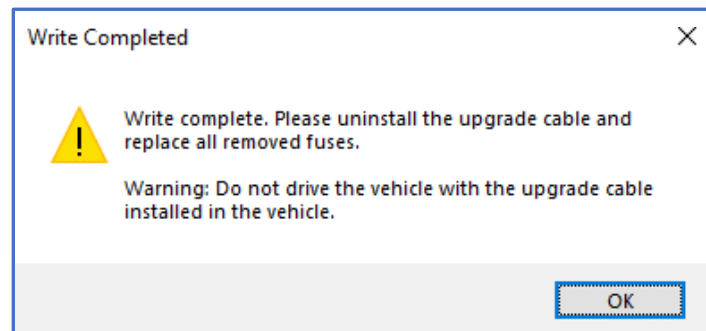 Write Completed
Write complete. Please uninstall the upgrade cable and
replace all removed fuses.
Warning: Do not drive the vehicle with the upgrade cable
installed in the vehicle.
OK